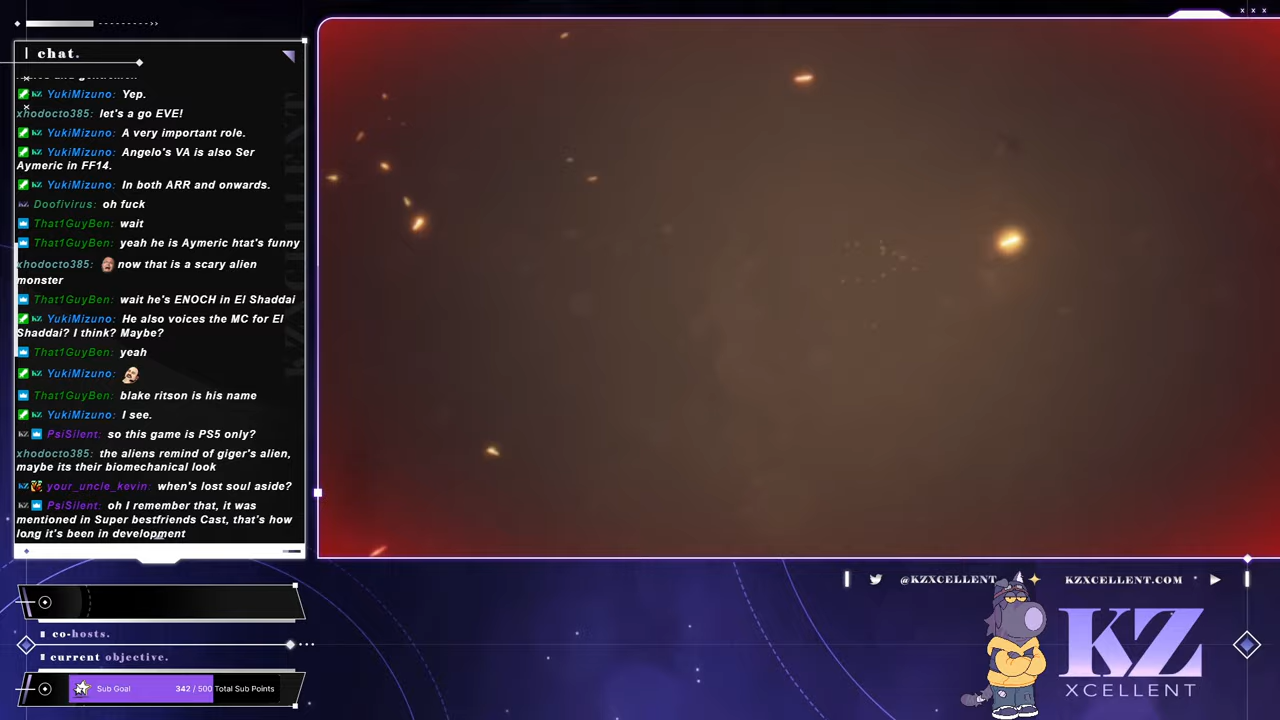 chat.
YukiMizuno: Yep.
xhodocto385: let's a go EVE!
YukiMizuno: A very important role.
YukiMizuno: Angelo's VA is also Ser
Aymeric in FF14.
YukiMizuno: In both ARR and onwards.
Doofivirus: oh fuck
That1GuyBen: wait
That1GuyBen: yeah he is Aymeric htat's funny
xhodocto385: now that is a scary alien
monster
That1GuyBen: wait he's ENOCH in El Shaddai
YukiMizuno: He also voices the MC for El
Shaddai? I think? Maybe?
That1GuyBen: yeah
YukiMizuno:
That1GuyBen: blake ritson is his name
YukiMizuno: I see.
PsiSilent: so this game is PS5 only?
xhodocto385: the aliens remind of giger's alien,
maybe its their biomechanical look
your_uncle_kevin: when's lost soul aside?
PsiSilent: oh I remember that, it was
mentioned in Super bestfriends Cast, that's how
long it's been in development
co-hosts.
current objective.
Sub Goal 342 / 500 Total Sub Points
@KZXCELLENT
KZXCELLENT.COM
KZ
XCELLENT